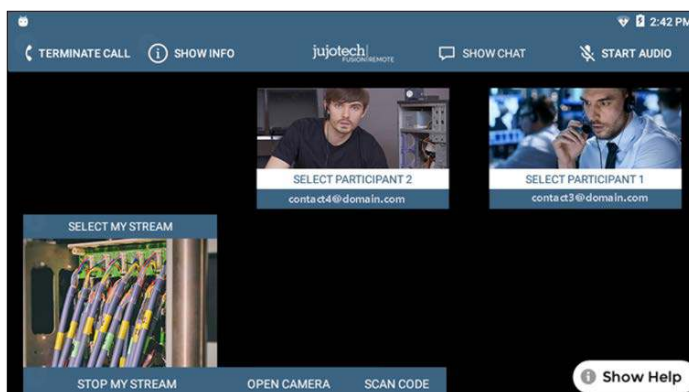 2:42 PM
TERMINATE CALL
SHOW INFO
jujotech
FUSION REMOTE
SHOW CHAT
START AUDIO
SELECT PARTICIPANT 2
contact4@domain.com
SELECT PARTICIPANT 1
contact3@domain.com
SELECT MY STREAM
STOP MY STREAM
OPEN CAMERA
SCAN CODE
Show Help